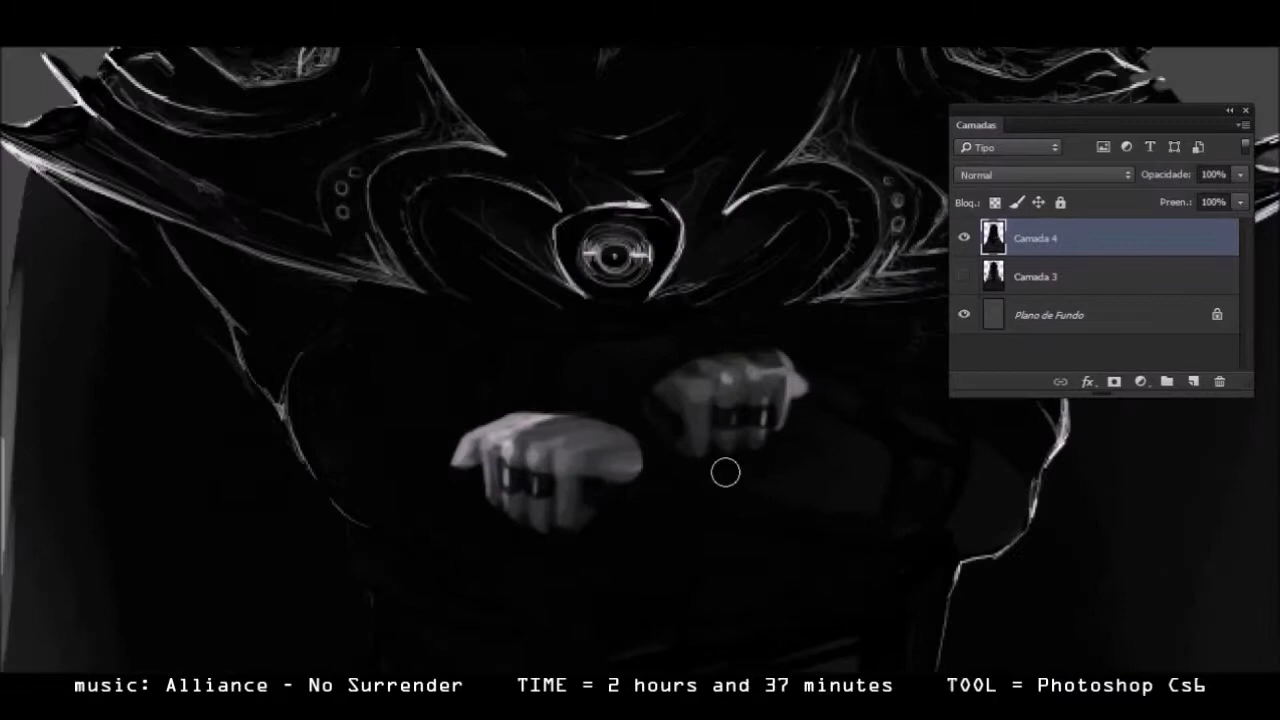 Camadas
Tipo
Normal Opacidade: 100%
Bloq.: Preen.: 100%
Camada 4
Camada 3
Plano de Fundo
fx
music: Alliance - No Surrender TIME = 2 hours and 37 minutes TOOL = Photoshop Cs6